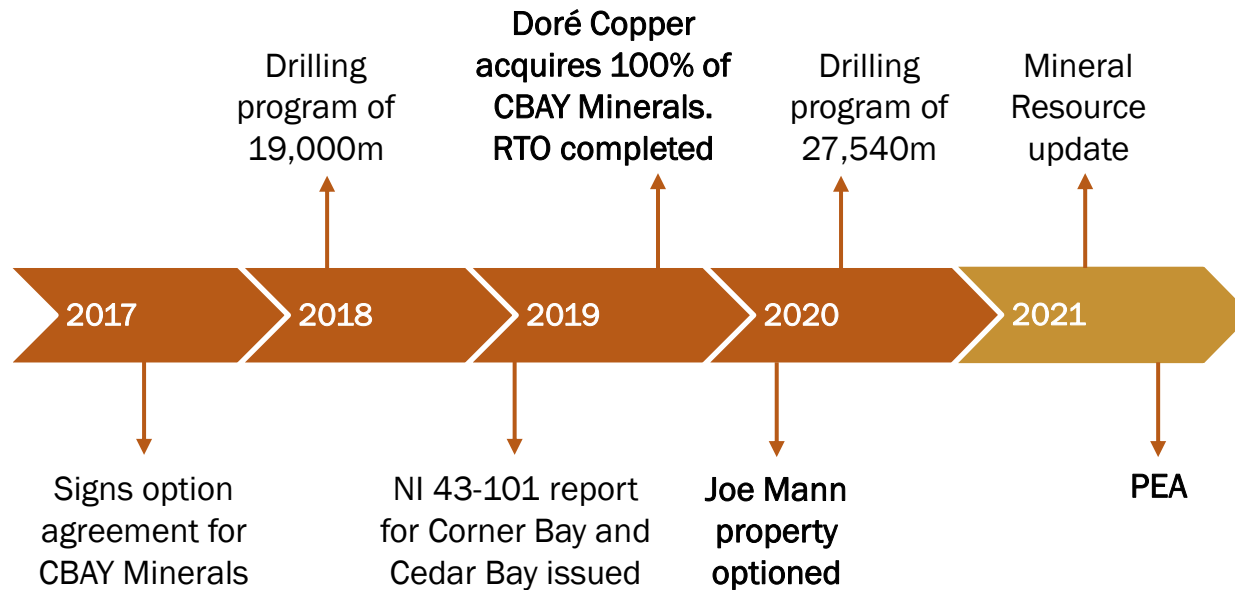 Drilling
program of
19,000m
Doré Copper
acquires 100% of
CBAY Minerals.
RTO completed
Drilling
program of
27,540m
Mineral
Resource
update
2017
2018
2019
2020
2021
Signs option
agreement for
CBAY Minerals
NI 43-101 report
for Corner Bay and
Cedar Bay issued
Joe Mann
property
optioned
PEA